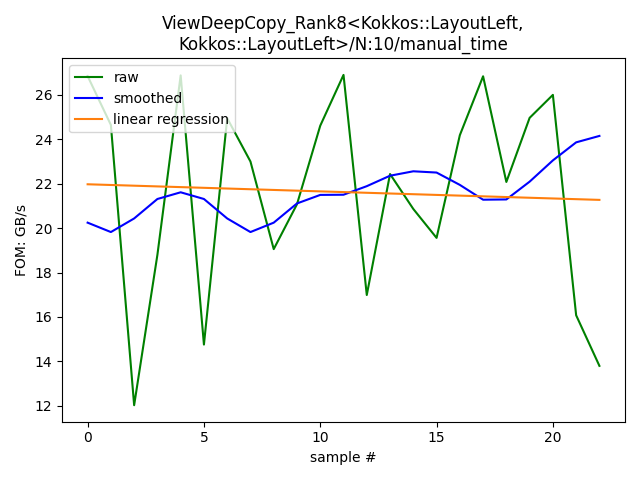 ViewDeepCopy_Rank8<Kokkos::LayoutLeft,
Kokkos::LayoutLeft>/N:10/manual_time
raw
smoothed
linear regression
FOM: GB/s
26
24
22
20
18
16
14
12
0
5
10
15
20
sample #